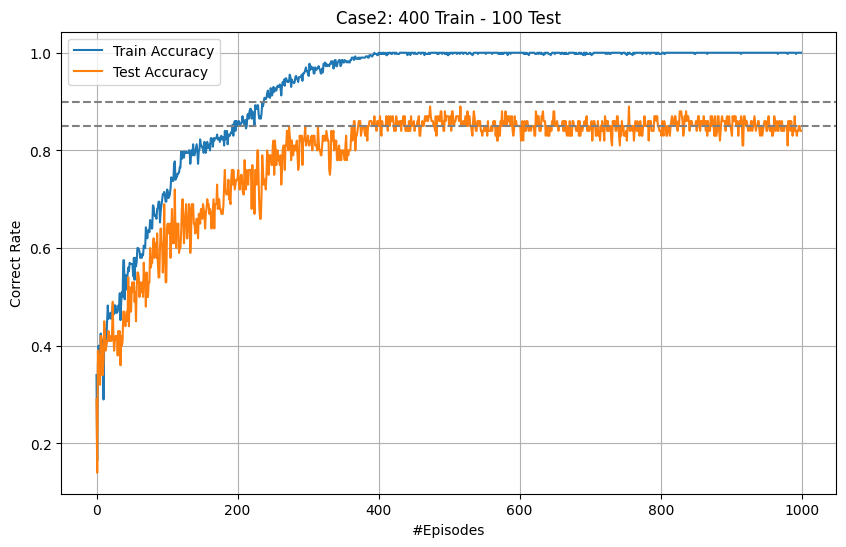 Case2: 400 Train - 100 Test
Train Accuracy
Test Accuracy
Correct Rate
1.0
0.8
0.6
0.4
0.2
0 200 400 600 800 1000
#Episodes